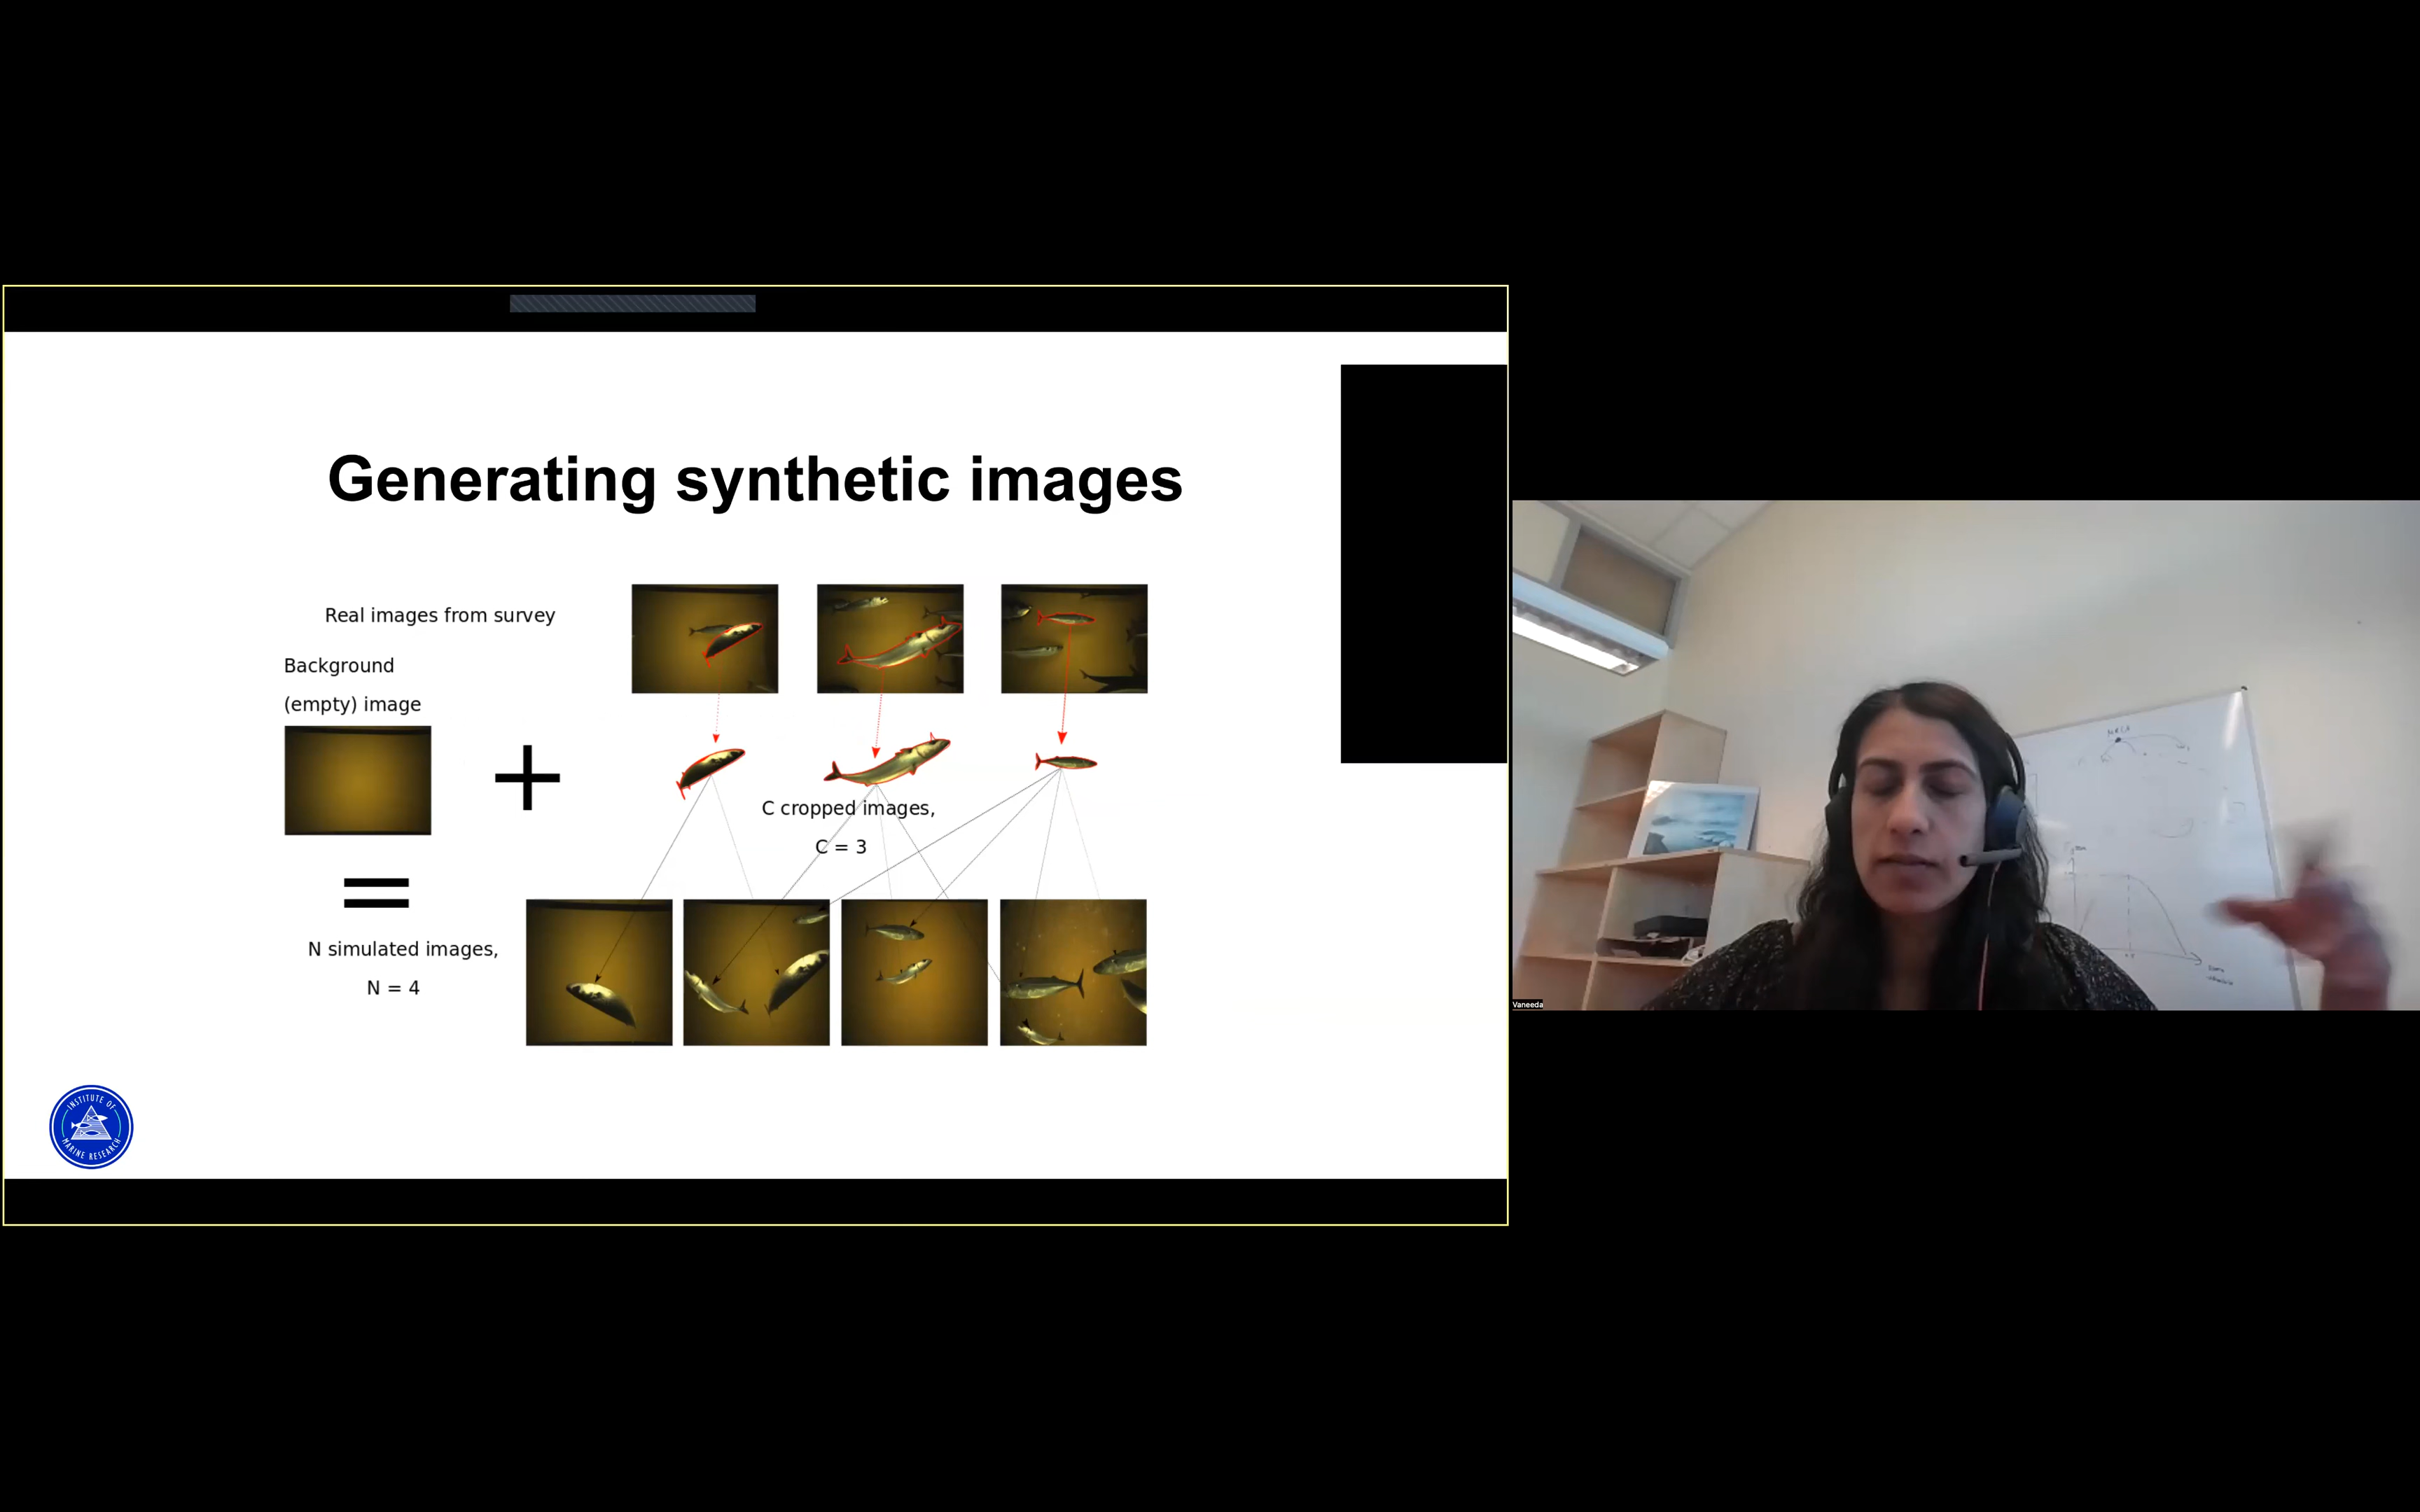 Generating synthetic images
Real images from survey
Background
(empty) image
C cropped images,
C = 3
N simulated images,
N = 4
INSTITUTE OF
MARINE RESEARCH
MRCA
Vaneeda